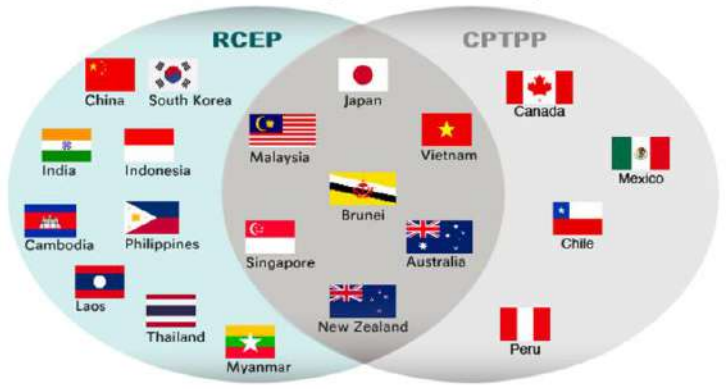 RCEP
CPTPP
China
South Korea
Japan
Canada
Malaysia
Vietnam
India
Indonesia
Mexico
Brunei
Cambodia
Philippines
Chile
Singapore
Australia
Laos
Thailand
New Zealand
Peru
Myanmar